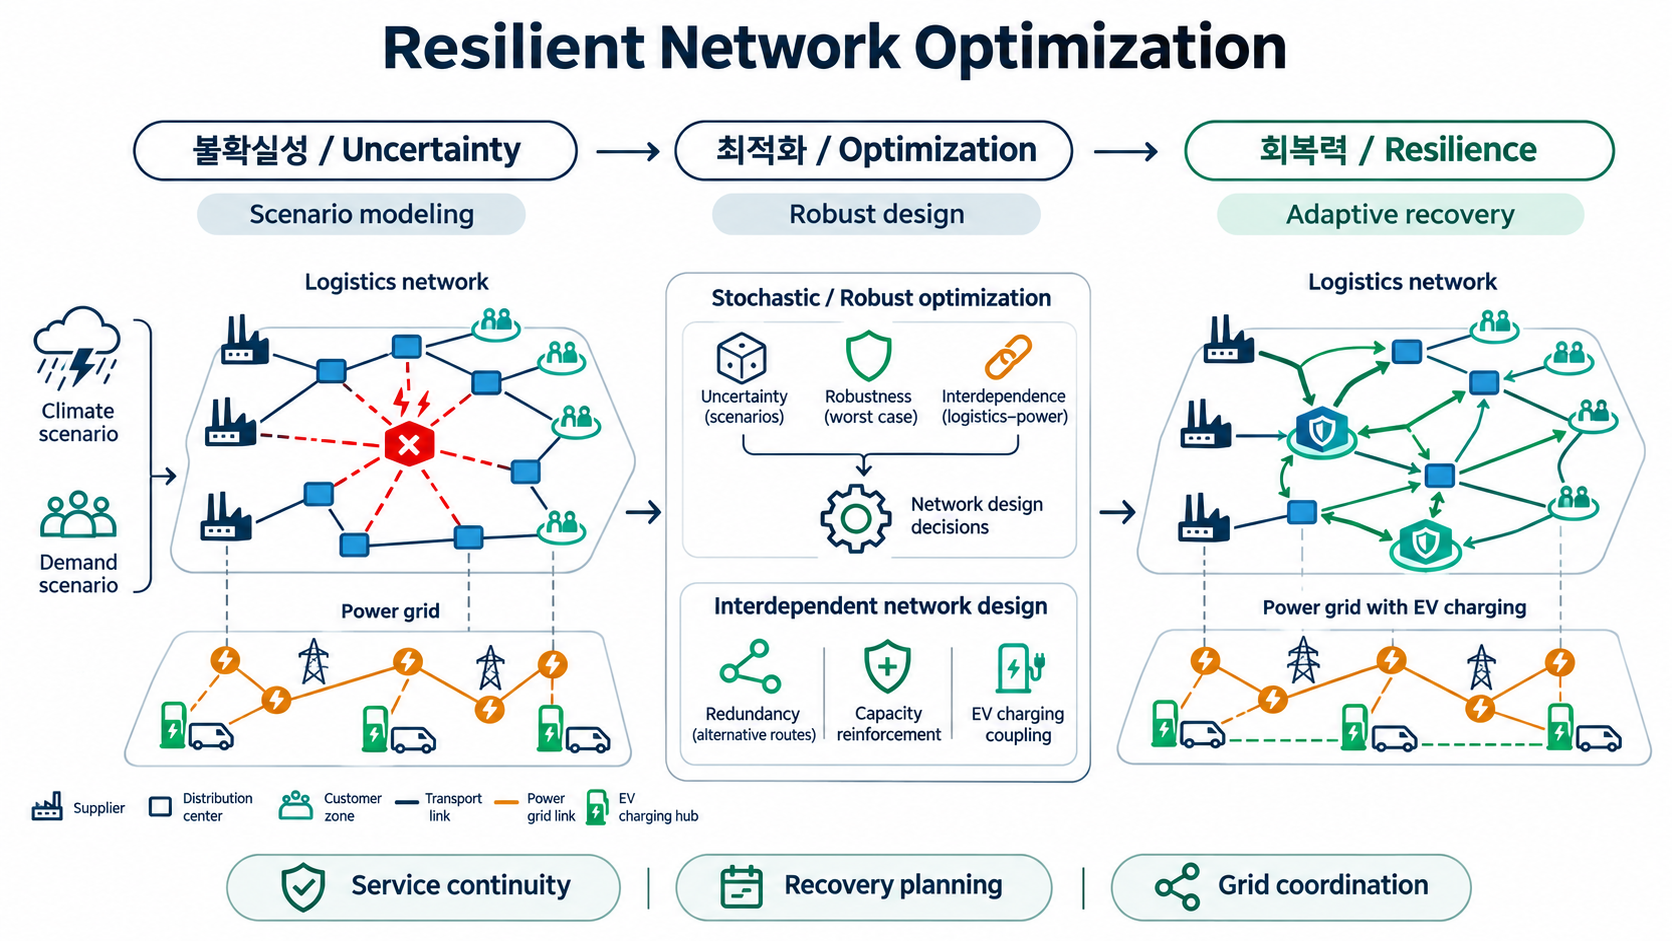 Resilient Network Optimization
불확실성 / Uncertainty
최적화 / Optimization
회복력 / Resilience
Scenario modeling
Robust design
Adaptive recovery
Logistics network
Climate
scenario
Demand
scenario
Power grid
Stochastic / Robust optimization
Uncertainty
(scenarios)
Robustness
(worst case)
Interdependence
(logistics–power)
Network design
decisions
Interdependent network design
Redundancy
(alternative routes)
Capacity
reinforcement
EV charging
coupling
Logistics network
Power grid with EV charging
Supplier
Distribution
center
Customer
zone
Transport
link
Power
grid link
EV
charging hub
Service continuity
Recovery planning
Grid coordination